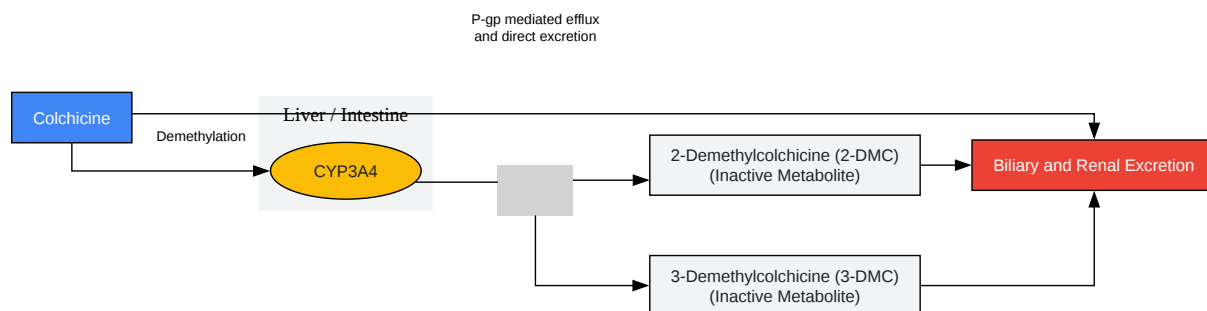 P-gp mediated efflux
and direct excretion
Colchicine
Liver / Intestine
Demethylation
CYP3A4
2-Demethylcolchicine (2-DMC)
(Inactive Metabolite)
Biliary and Renal Excretion
3-Demethylcolchicine (3-DMC)
(Inactive Metabolite)